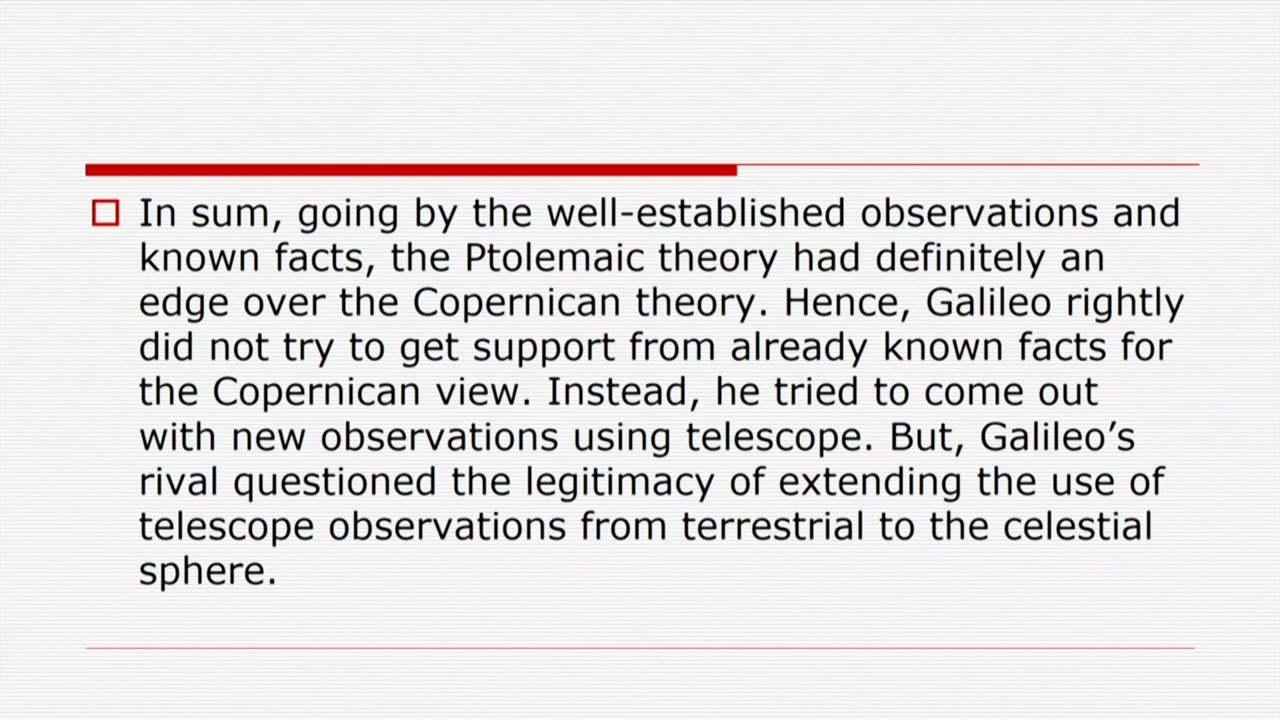 In sum, going by the well-established observations and
known facts, the Ptolemaic theory had definitely an
edge over the Copernican theory. Hence, Galileo rightly
did not try to get support from already known facts for
the Copernican view. Instead, he tried to come out
with new observations using telescope. But, Galileo’s
rival questioned the legitimacy of extending the use of
telescope observations from terrestrial to the celestial
sphere.